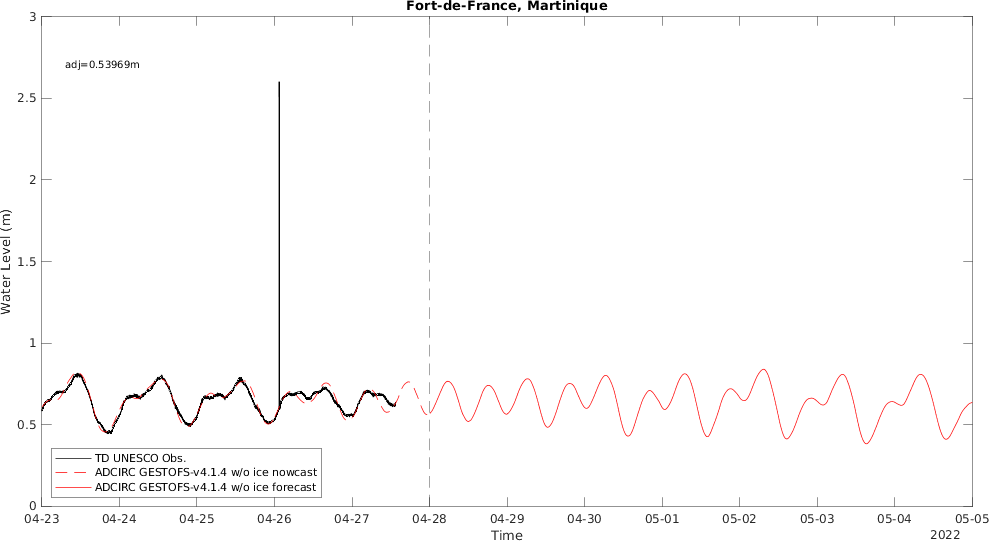 Fort-de-France, Martinique
adj=0.53969m
Water Level (m)
3
2.5
2
1.5
1
0.5
0
TD UNESCO Obs.
ADCIRC GESTOFS-v4.1.4 w/o ice nowcast
ADCIRC GESTOFS-v4.1.4 w/o ice forecast
04-23 04-24 04-25 04-26 04-27 04-28 04-29 04-30 05-01 05-02 05-03 05-04 05-05
Time
2022